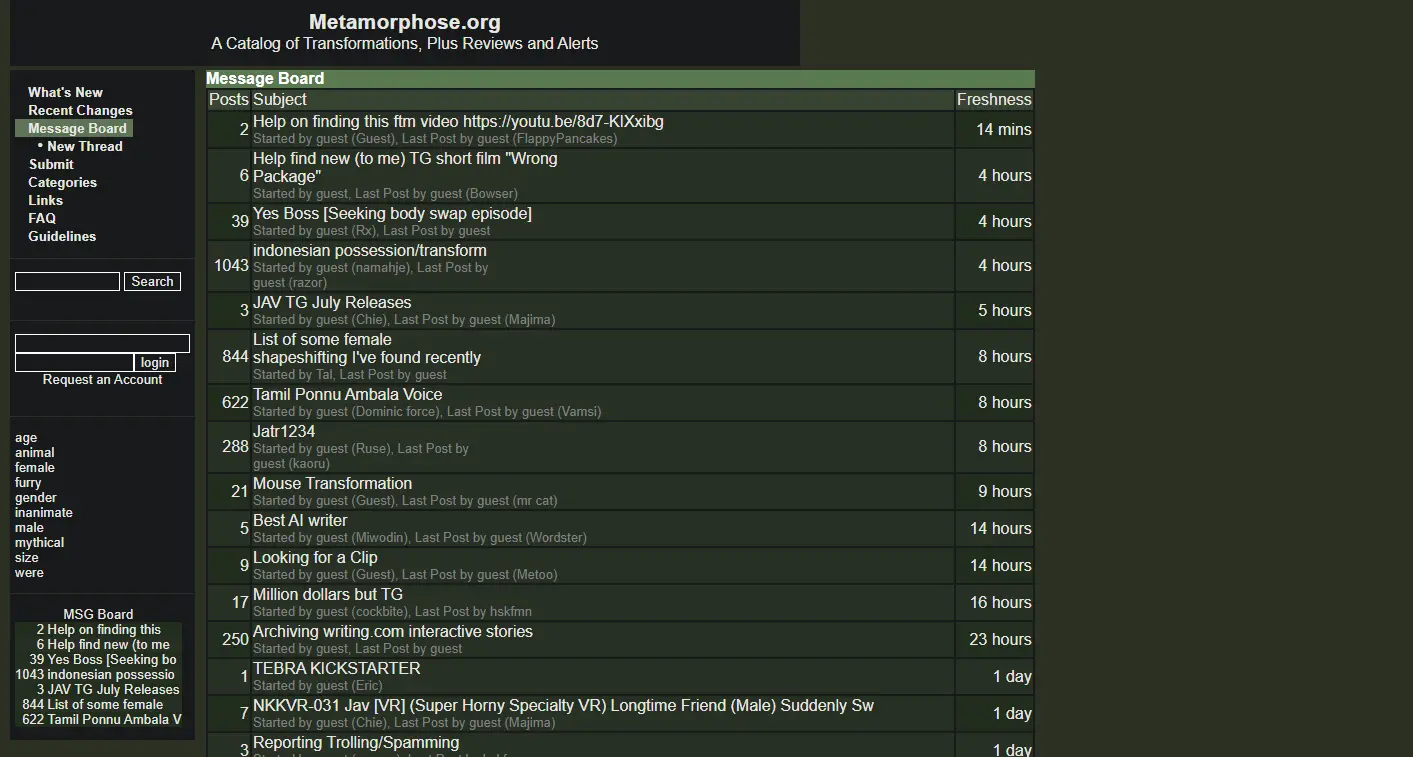 Metamorphose.org
A Catalog of Transformations, Plus Reviews and Alerts
What's New
Recent Changes
Message Board
• New Thread
Submit
Categories
Links
FAQ
Guidelines
Search
login
Request an Account
age
animal
female
furry
gender
inanimate
male
mythical
size
were
MSG Board
2 Help on finding this
6 Help find new (to me
39 Yes Boss [Seeking bo
1043 indonesian possessio
3 JAV TG July Releases
844 List of some female
622 Tamil Ponnu Ambala V
Message Board
Posts Subject Freshness
2 Help on finding this ftm video https://youtu.be/8d7-KlXxibg 14 mins
Started by guest (Guest), Last Post by guest (FlappyPancakes)
Help find new (to me) TG short film "Wrong
6 Package" 4 hours
Started by guest, Last Post by guest (Bowser)
39 Yes Boss [Seeking body swap episode] 4 hours
Started by guest (Rx), Last Post by guest
1043 indonesian possession/transform 4 hours
Started by guest (namahje), Last Post by
guest (razor)
3 JAV TG July Releases 5 hours
Started by guest (Chie), Last Post by guest (Majima)
List of some female
844 shapeshifting I've found recently 8 hours
Started by Tal, Last Post by guest
622 Tamil Ponnu Ambala Voice 8 hours
Started by guest (Dominic force), Last Post by guest (Vamsi)
288 Jatr1234 8 hours
Started by guest (Ruse), Last Post by
guest (kaoru)
21 Mouse Transformation 9 hours
Started by guest (Guest), Last Post by guest (mr cat)
5 Best AI writer 14 hours
Started by guest (Miwodin), Last Post by guest (Wordster)
9 Looking for a Clip 14 hours
Started by guest (Guest), Last Post by guest (Metoo)
17 Million dollars but TG 16 hours
Started by guest (cockbite), Last Post by hskfmn
250 Archiving writing.com interactive stories 23 hours
Started by guest, Last Post by guest
1 TEBRA KICKSTARTER 1 day
Started by guest (Eric)
7 NKKVR-031 Jav [VR] (Super Horny Specialty VR) Longtime Friend (Male) Suddenly Sw 1 day
Started by guest (Chie), Last Post by guest (Majima)
3 Reporting Trolling/Spamming 1 day